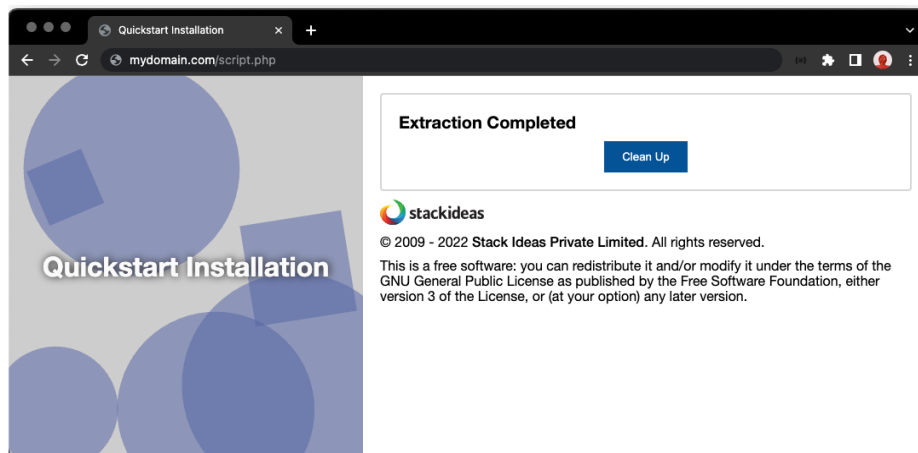 Quickstart Installation
mydomain.com/script.php
Quickstart Installation
Extraction Completed
Clean Up
stackideas
© 2009 - 2022 Stack Ideas Private Limited. All rights reserved.
This is a free software: you can redistribute it and/or modify it under the terms of the
GNU General Public License as published by the Free Software Foundation, either
version 3 of the License, or (at your option) any later version.